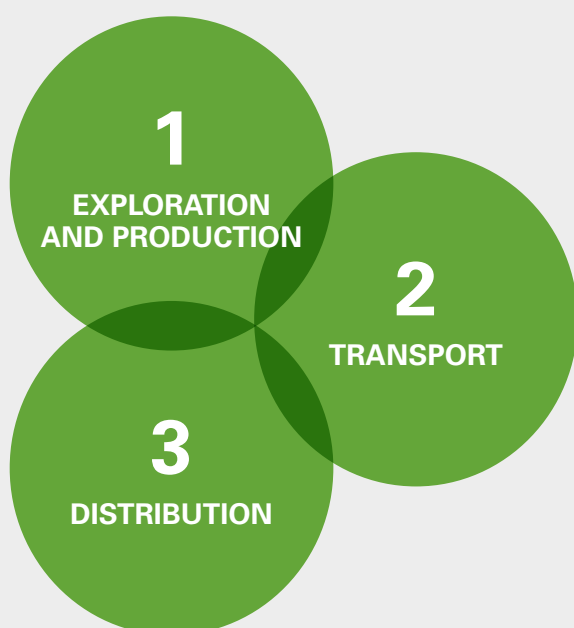 1
EXPLORATION
AND PRODUCTION
2
TRANSPORT
3
DISTRIBUTION